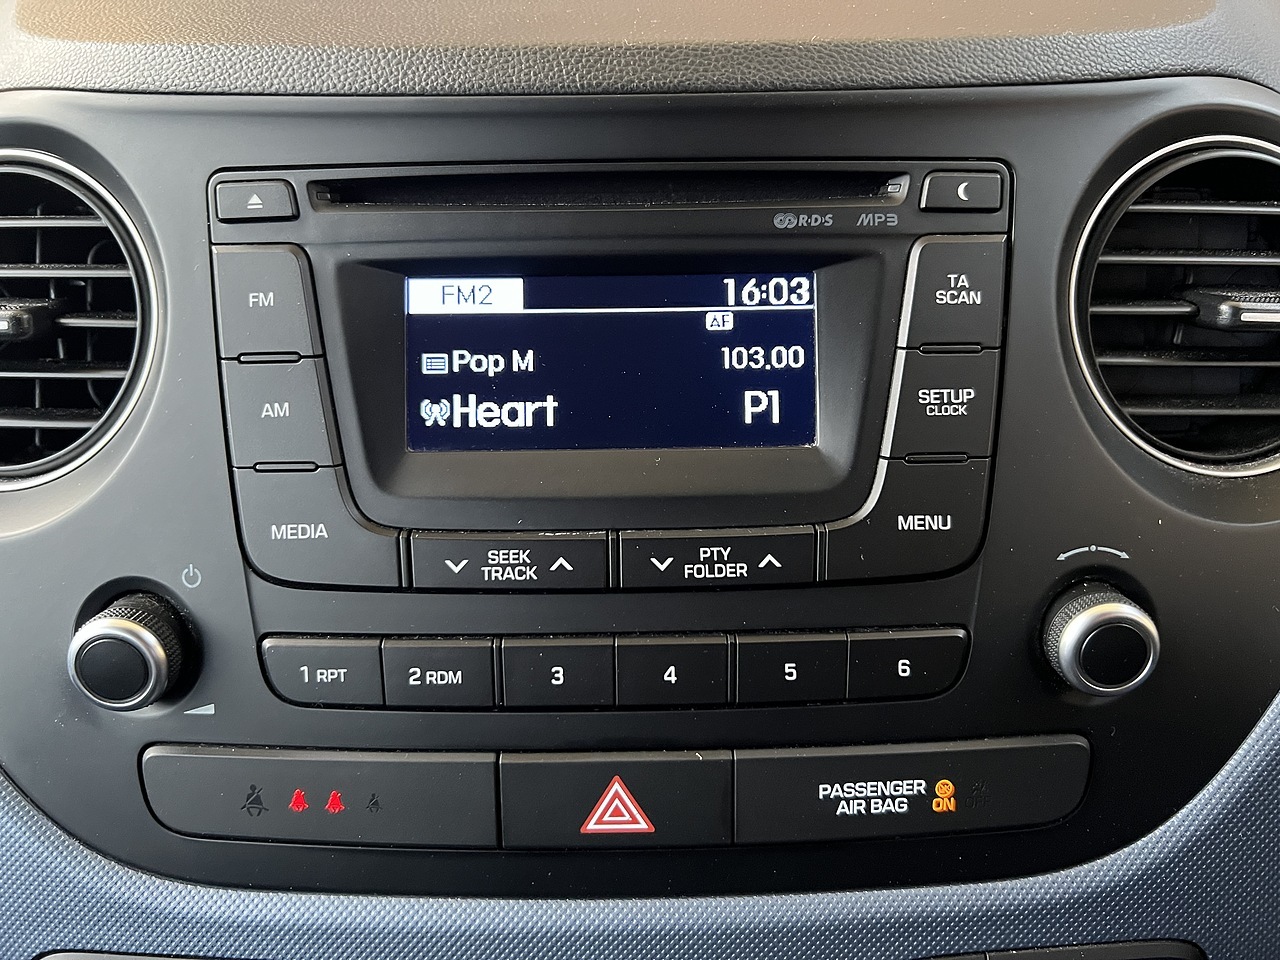 R·D·S MP3
FM
FM2 16:03
TA
SCAN
AF
Pop M 103.00
AM
Heart P1
SETUP
CLOCK
MEDIA
SEEK
TRACK
PTY
FOLDER
MENU
1 RPT 2 RDM 3 4 5 6
PASSENGER
AIR BAG
ON OFF